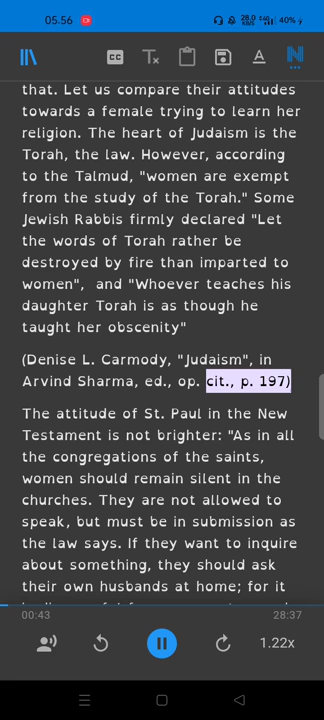 05.56
28.0 KB/S
40%
CC
that. Let us compare their attitudes
towards a female trying to learn her
religion. The heart of Judaism is the
Torah, the law. However, according
to the Talmud, "women are exempt
from the study of the Torah." Some
Jewish Rabbis firmly declared "Let
the words of Torah rather be
destroyed by fire than imparted to
women", and "Whoever teaches his
daughter Torah is as though he
taught her obscenity"
(Denise L. Carmody, "Judaism", in
Arvind Sharma, ed., op. cit., p. 197)
The attitude of St. Paul in the New
Testament is not brighter: "As in all
the congregations of the saints,
women should remain silent in the
churches. They are not allowed to
speak, but must be in submission as
the law says. If they want to inquire
about something, they should ask
their own husbands at home; for it
00:43
28:37
1.22x